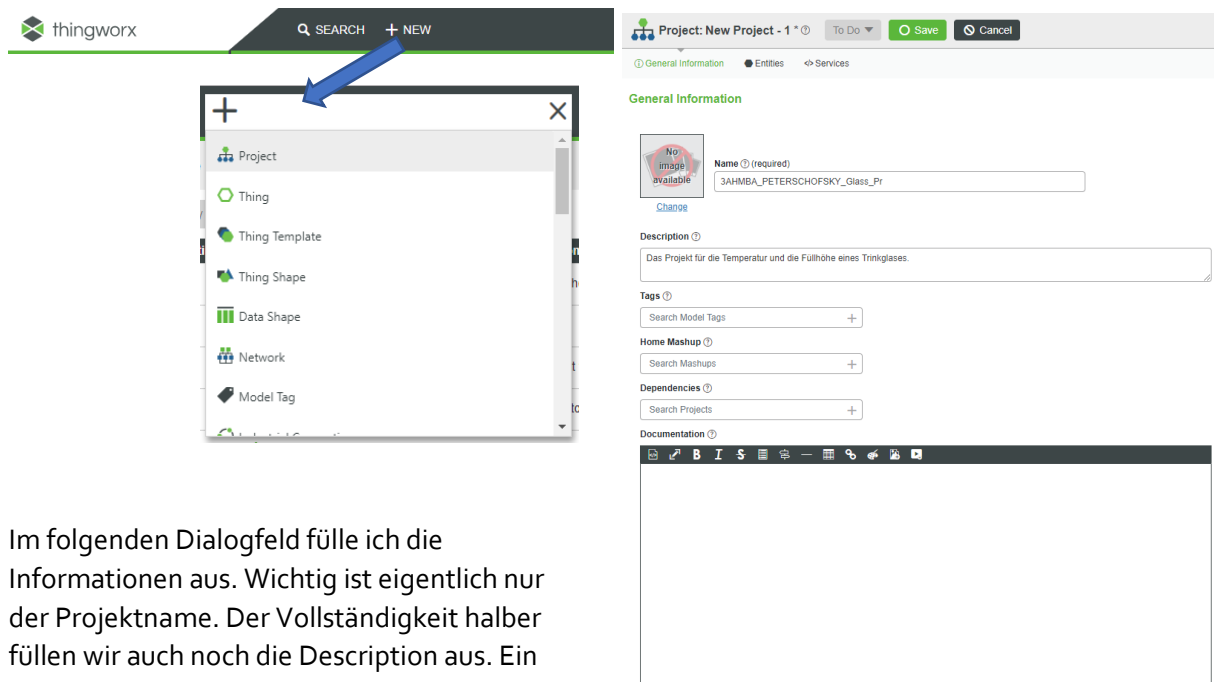 thingworx
SEARCH + NEW
Project
Thing
Thing Template
Thing Shape
Data Shape
Network
Model Tag
Project: New Project - 1 * To Do Save Cancel
General Information Entities Services
General Information
No
image
available
Change
Name (required)
3AHMBA_PETERSCHOFSKY_Glass_Pr
Description
Das Projekt für die Temperatur und die Füllhöhe eines Trinkglases.
Tags
Search Model Tags
Home Mashup
Search Mashups
Dependencies
Search Projects
Documentation
B I S
Im folgenden Dialogfeld fülle ich die
Informationen aus. Wichtig ist eigentlich nur
der Projektname. Der Vollständigkeit halber
füllen wir auch noch die Description aus. Ein